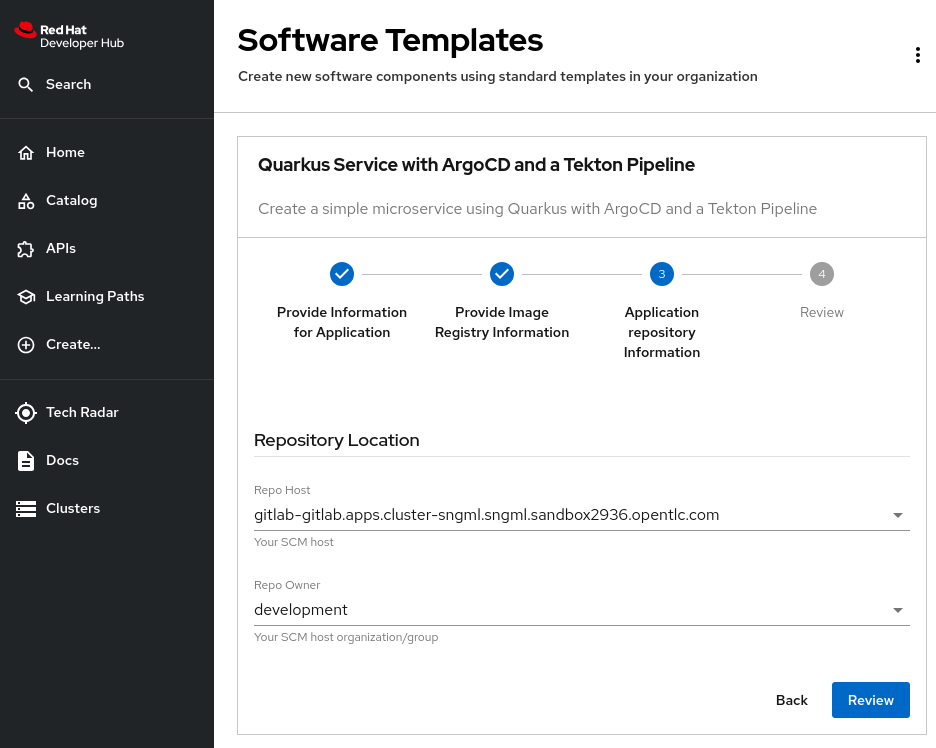 Red Hat
Developer Hub
Search
Home
Catalog
APIs
Learning Paths
Create...
Tech Radar
Docs
Clusters
Software Templates
Create new software components using standard templates in your organization
Quarkus Service with ArgoCD and a Tekton Pipeline
Create a simple microservice using Quarkus with ArgoCD and a Tekton Pipeline
Provide Information
for Application
Provide Image
Registry Information
3
Application
repository
Information
4
Review
Repository Location
Repo Host
gitlab-gitlab.apps.cluster-sngml.sngml.sandbox2936.opentlc.com
Your SCM host
Repo Owner
development
Your SCM host organization/group
Back
Review